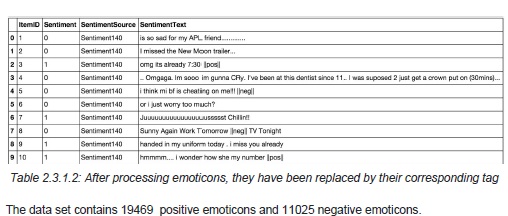 ItemID Sentiment SentimentSource SentimentText
0 1 0 Sentiment140 is so sad for my APL friend.............
1 2 0 Sentiment140 I missed the New Moon trailer...
2 3 1 Sentiment140 omg its already 7:30 ||pos||
3 4 0 Sentiment140 .. Omgaga. Im sooo im gunna CRy. I've been at this dentist since 11.. I was suposed 2 just get a crown put on (30mins)...
4 5 0 Sentiment140 i think mi bf is cheating on me!!! ||neg||
5 6 0 Sentiment140 or i just worry too much?
6 7 1 Sentiment140 Juuuuuuuuuuuuuuuuussssst Chillin!!
7 8 0 Sentiment140 Sunny Again Work Tomorrow ||neg|| TV Tonight
8 9 1 Sentiment140 handed in my uniform today . i miss you already
9 10 1 Sentiment140 hmmmm.... i wonder how she my number ||pos||
Table 2.3.1.2: After processing emoticons, they have been replaced by their corresponding tag
The data set contains 19469 positive emoticons and 11025 negative emoticons.